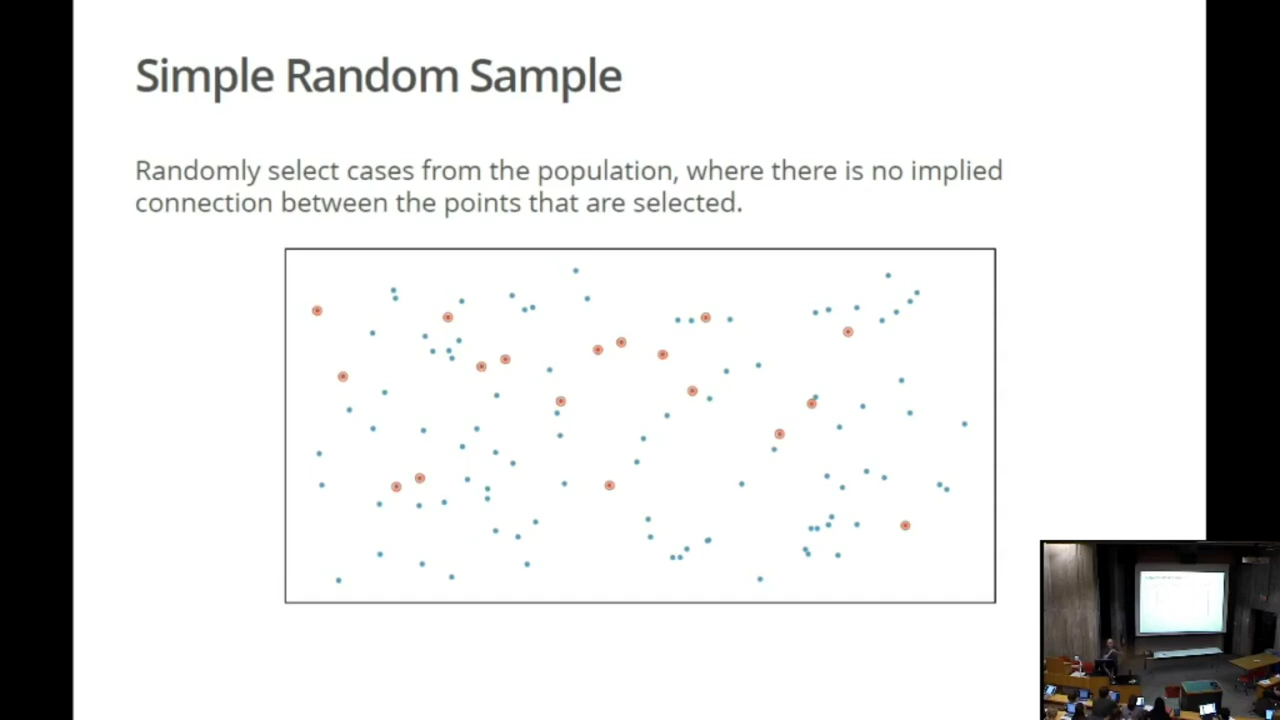 Simple Random Sample
Randomly select cases from the population, where there is no implied
connection between the points that are selected.